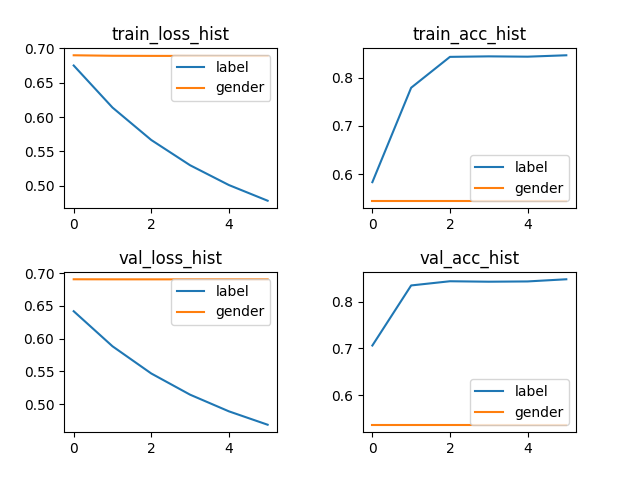 train_loss_hist
0.70
0.65
0.60
0.55
0.50
0 2 4
label
gender
train_acc_hist
0.8
0.7
0.6
0 2 4
label
gender
val_loss_hist
0.70
0.65
0.60
0.55
0.50
0 2 4
label
gender
val_acc_hist
0.8
0.7
0.6
0 2 4
label
gender